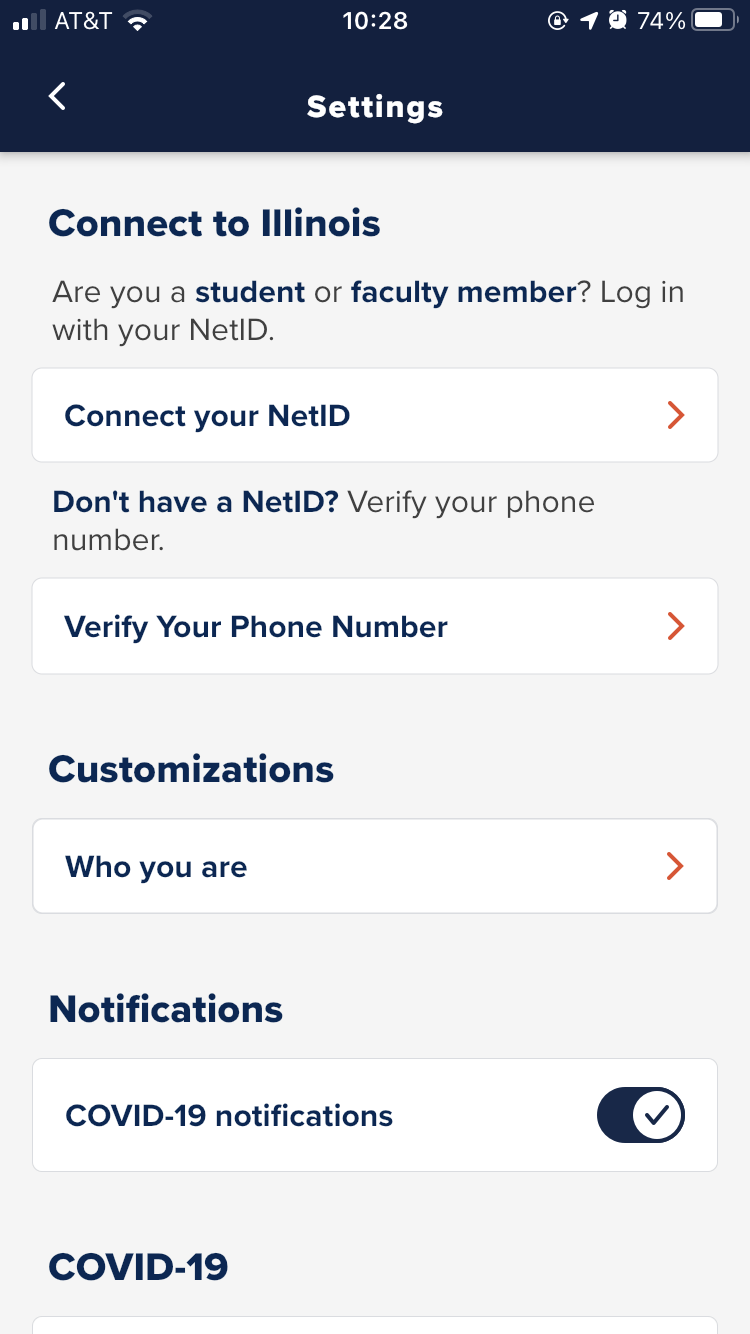 AT&T 10:28 74%
Settings
Connect to Illinois
Are you a student or faculty member? Log in
with your NetID.
Connect your NetID
Don't have a NetID? Verify your phone
number.
Verify Your Phone Number
Customizations
Who you are
Notifications
COVID-19 notifications
COVID-19